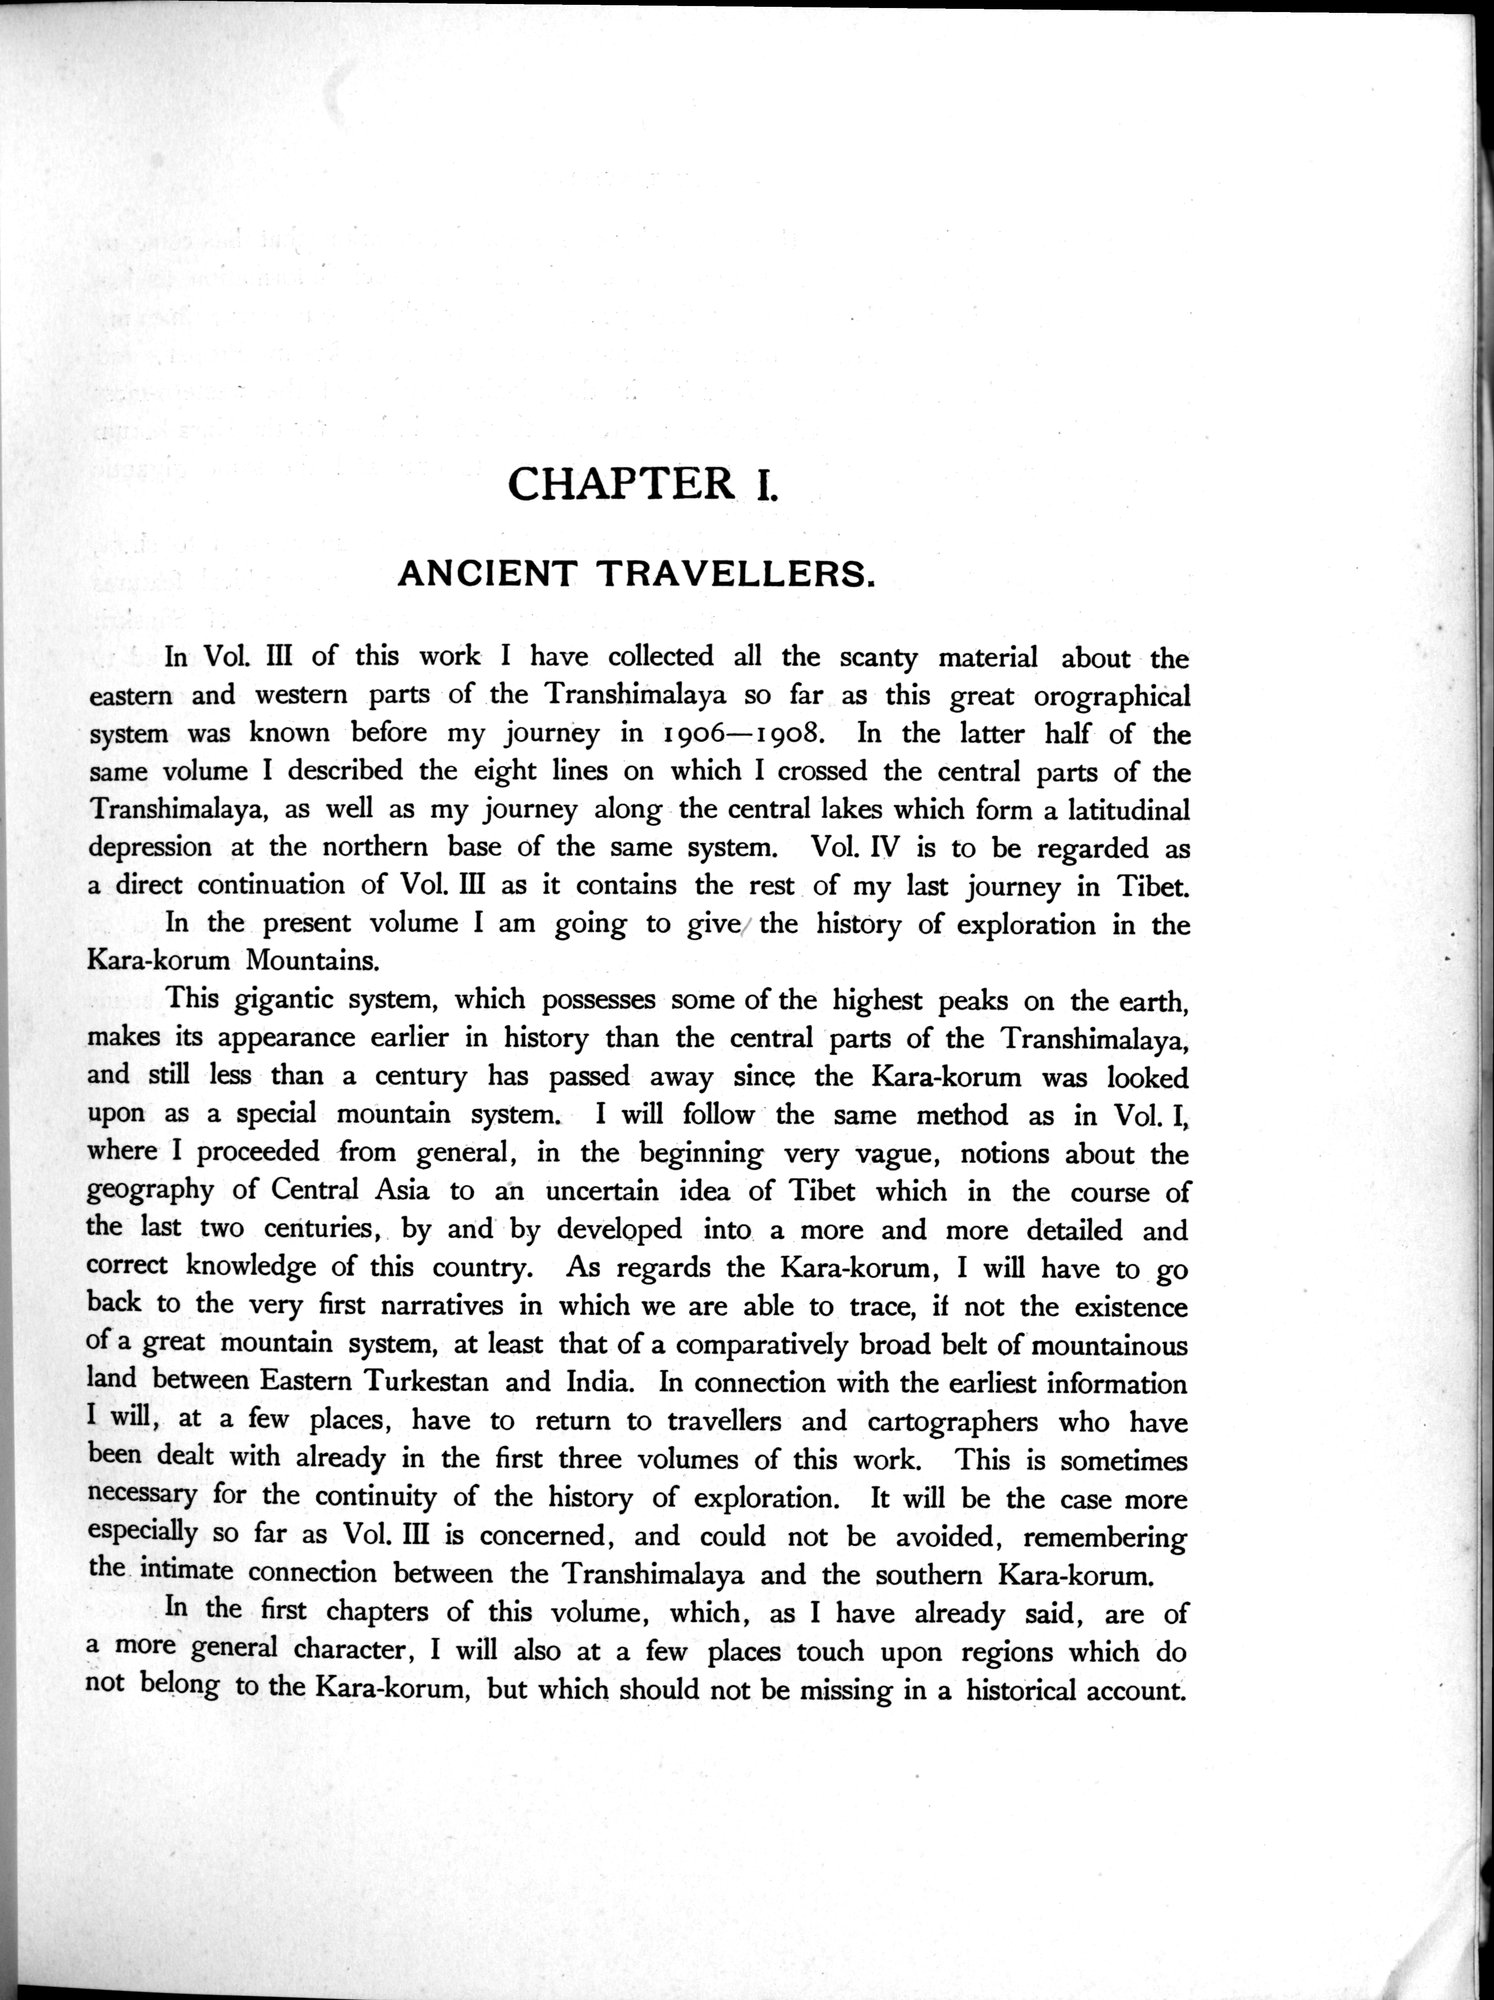 CHAPTER I.
ANCIENT TRAVELLERS.
In Vol. III of this work I have collected all the scanty material about the
eastern and western parts of the Transhimalaya so far as this great orographical
system was known before my journey in 1906—1908. In the latter half of the
same volume I described the eight lines on which I crossed the central parts of the
Transhimalaya, as well as my journey along the central lakes which form a latitudinal
depression at the northern base of the same system. Vol. IV is to be regarded as
a direct continuation of Vol. III as it contains the rest of my last journey in Tibet.
In the present volume I am going to give the history of exploration in the
Kara-korum Mountains.
This gigantic system, which possesses some of the highest peaks on the earth,
makes its appearance earlier in history than the central parts of the Transhimalaya,
and still less than a century has passed away since the Kara-korum was looked
upon as a special mountain system. I will follow the same method as in Vol. I,
where I proceeded from general, in the beginning very vague, notions about the
geography of Central Asia to an uncertain idea of Tibet which in the course of
the last two centuries, by and by developed into a more and more detailed and
correct knowledge of this country. As regards the Kara-korum, I will have to go
back to the very first narratives in which we are able to trace, if not the existence
of a great mountain system, at least that of a comparatively broad belt of mountainous
land between Eastern Turkestan and India. In connection with the earliest information
I will, at a few places, have to return to travellers and cartographers who have
been dealt with already in the first three volumes of this work. This is sometimes
necessary for the continuity of the history of exploration. It will be the case more
especially so far as Vol. III is concerned, and could not be avoided, remembering
the intimate connection between the Transhimalaya and the southern Kara-korum.
In the first chapters of this volume, which, as I have already said, are of
a more general character, I will also at a few places touch upon regions which do
not belong to the Kara-korum, but which should not be missing in a historical account.